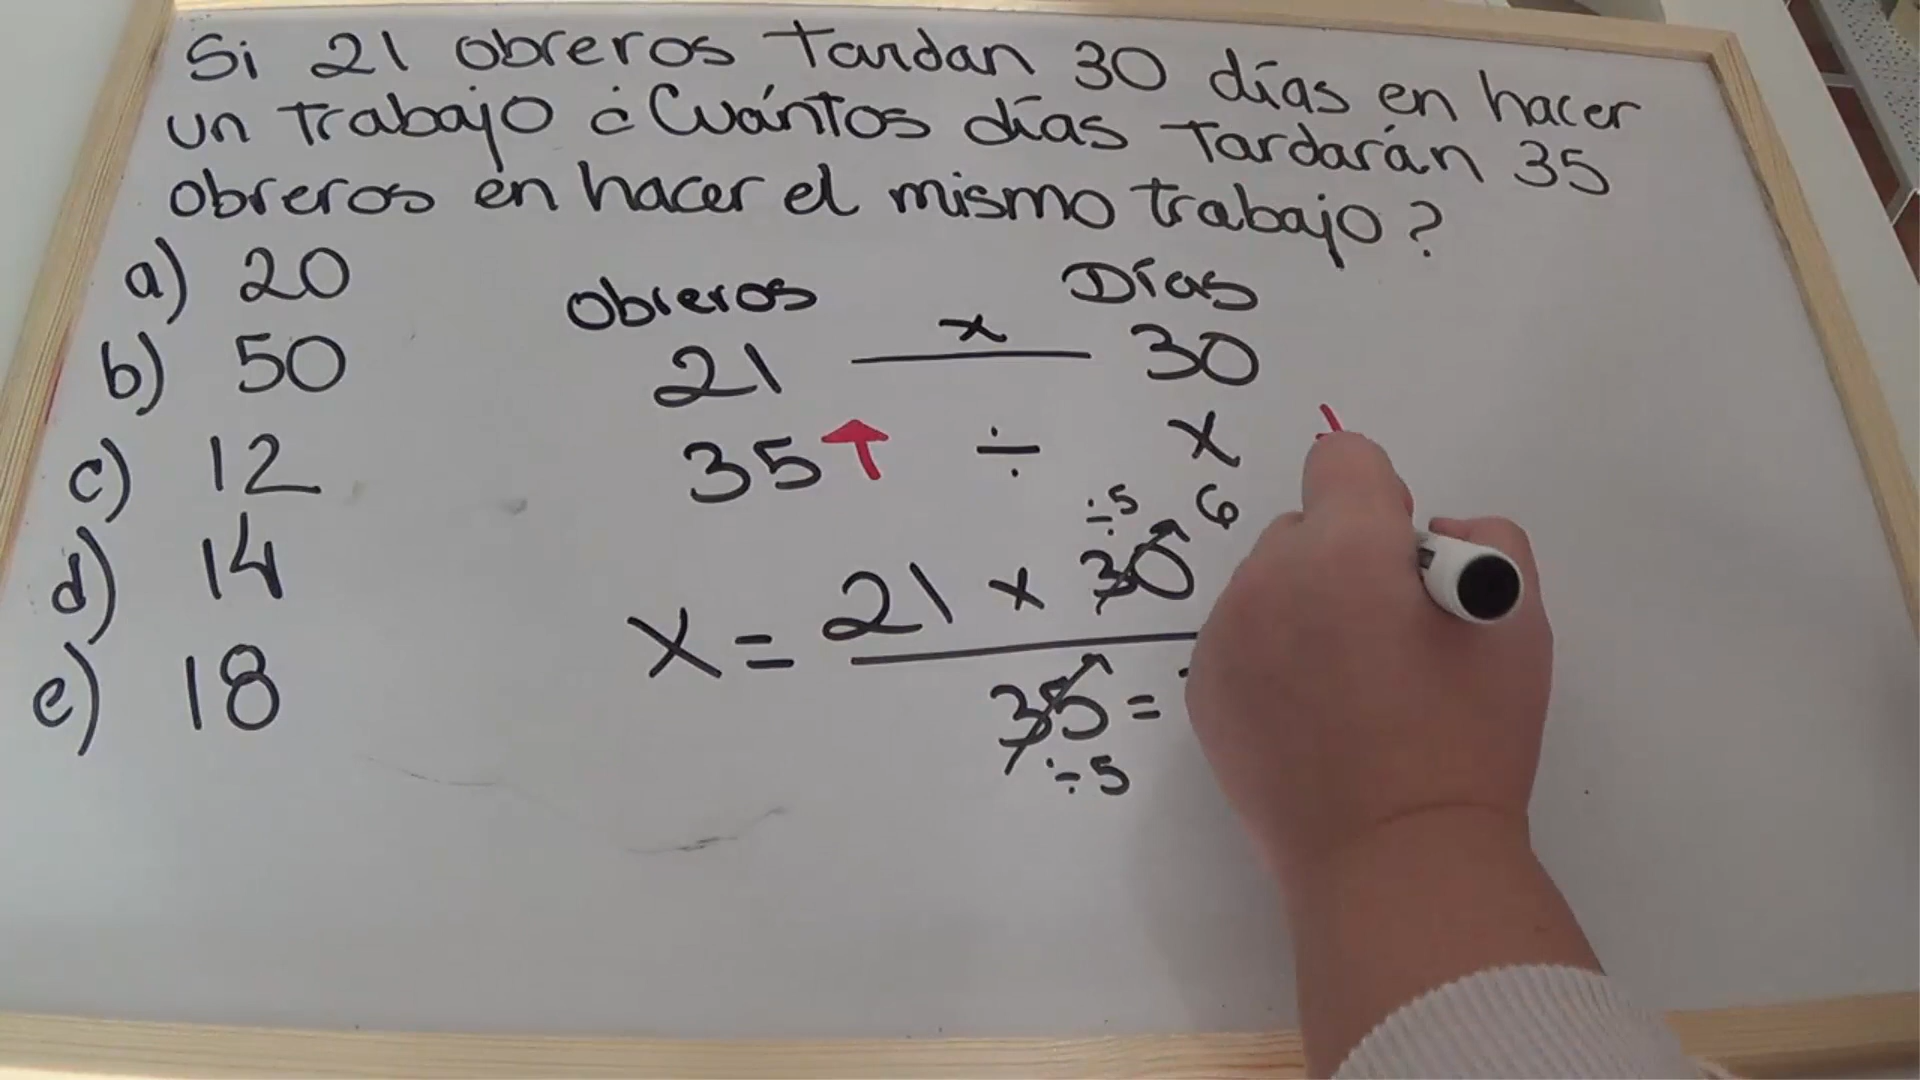 Si 21 obreros tardan 30 días en hacer
un trabajo ¿Cuántos días tardarán 35
obreros en hacer el mismo trabajo?
a) 20
b) 50
c) 12
d) 14
e) 18
Obreros Días
21 x 30
35 ÷ x
÷5 6
x = 21 x 30
35 =
÷5